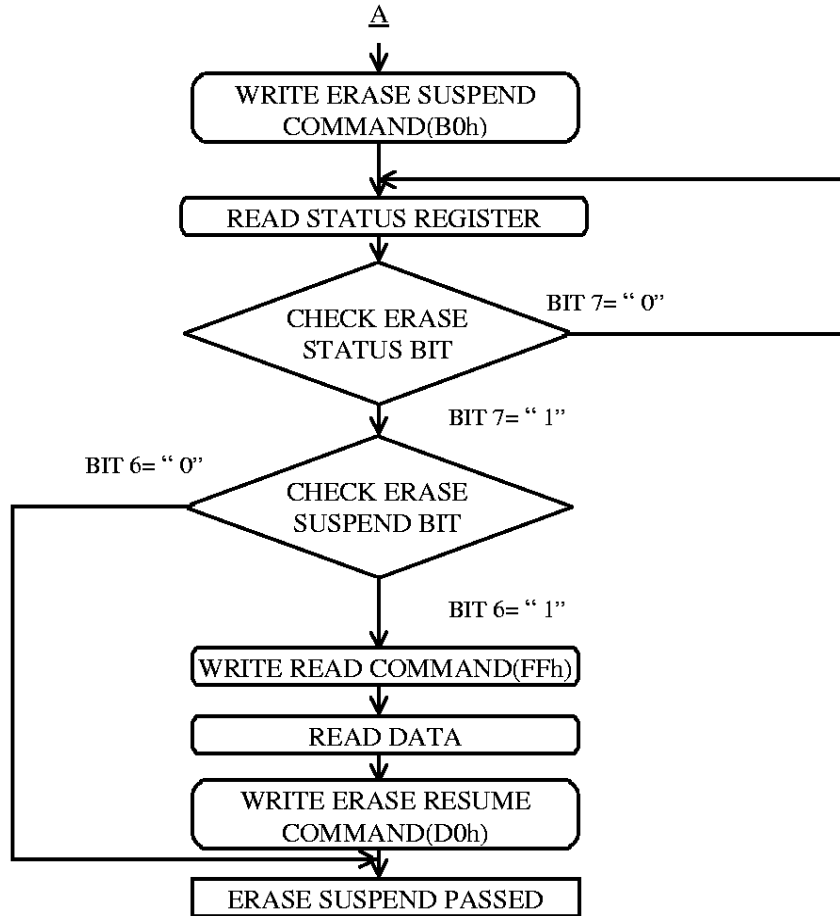 A
WRITE ERASE SUSPEND
COMMAND(B0h)
READ STATUS REGISTER
BIT 7= “ 0”
CHECK ERASE
STATUS BIT
BIT 7= “ 1”
BIT 6= “ 0”
CHECK ERASE
SUSPEND BIT
BIT 6= “ 1”
WRITE READ COMMAND(FFh)
READ DATA
WRITE ERASE RESUME
COMMAND(D0h)
ERASE SUSPEND PASSED